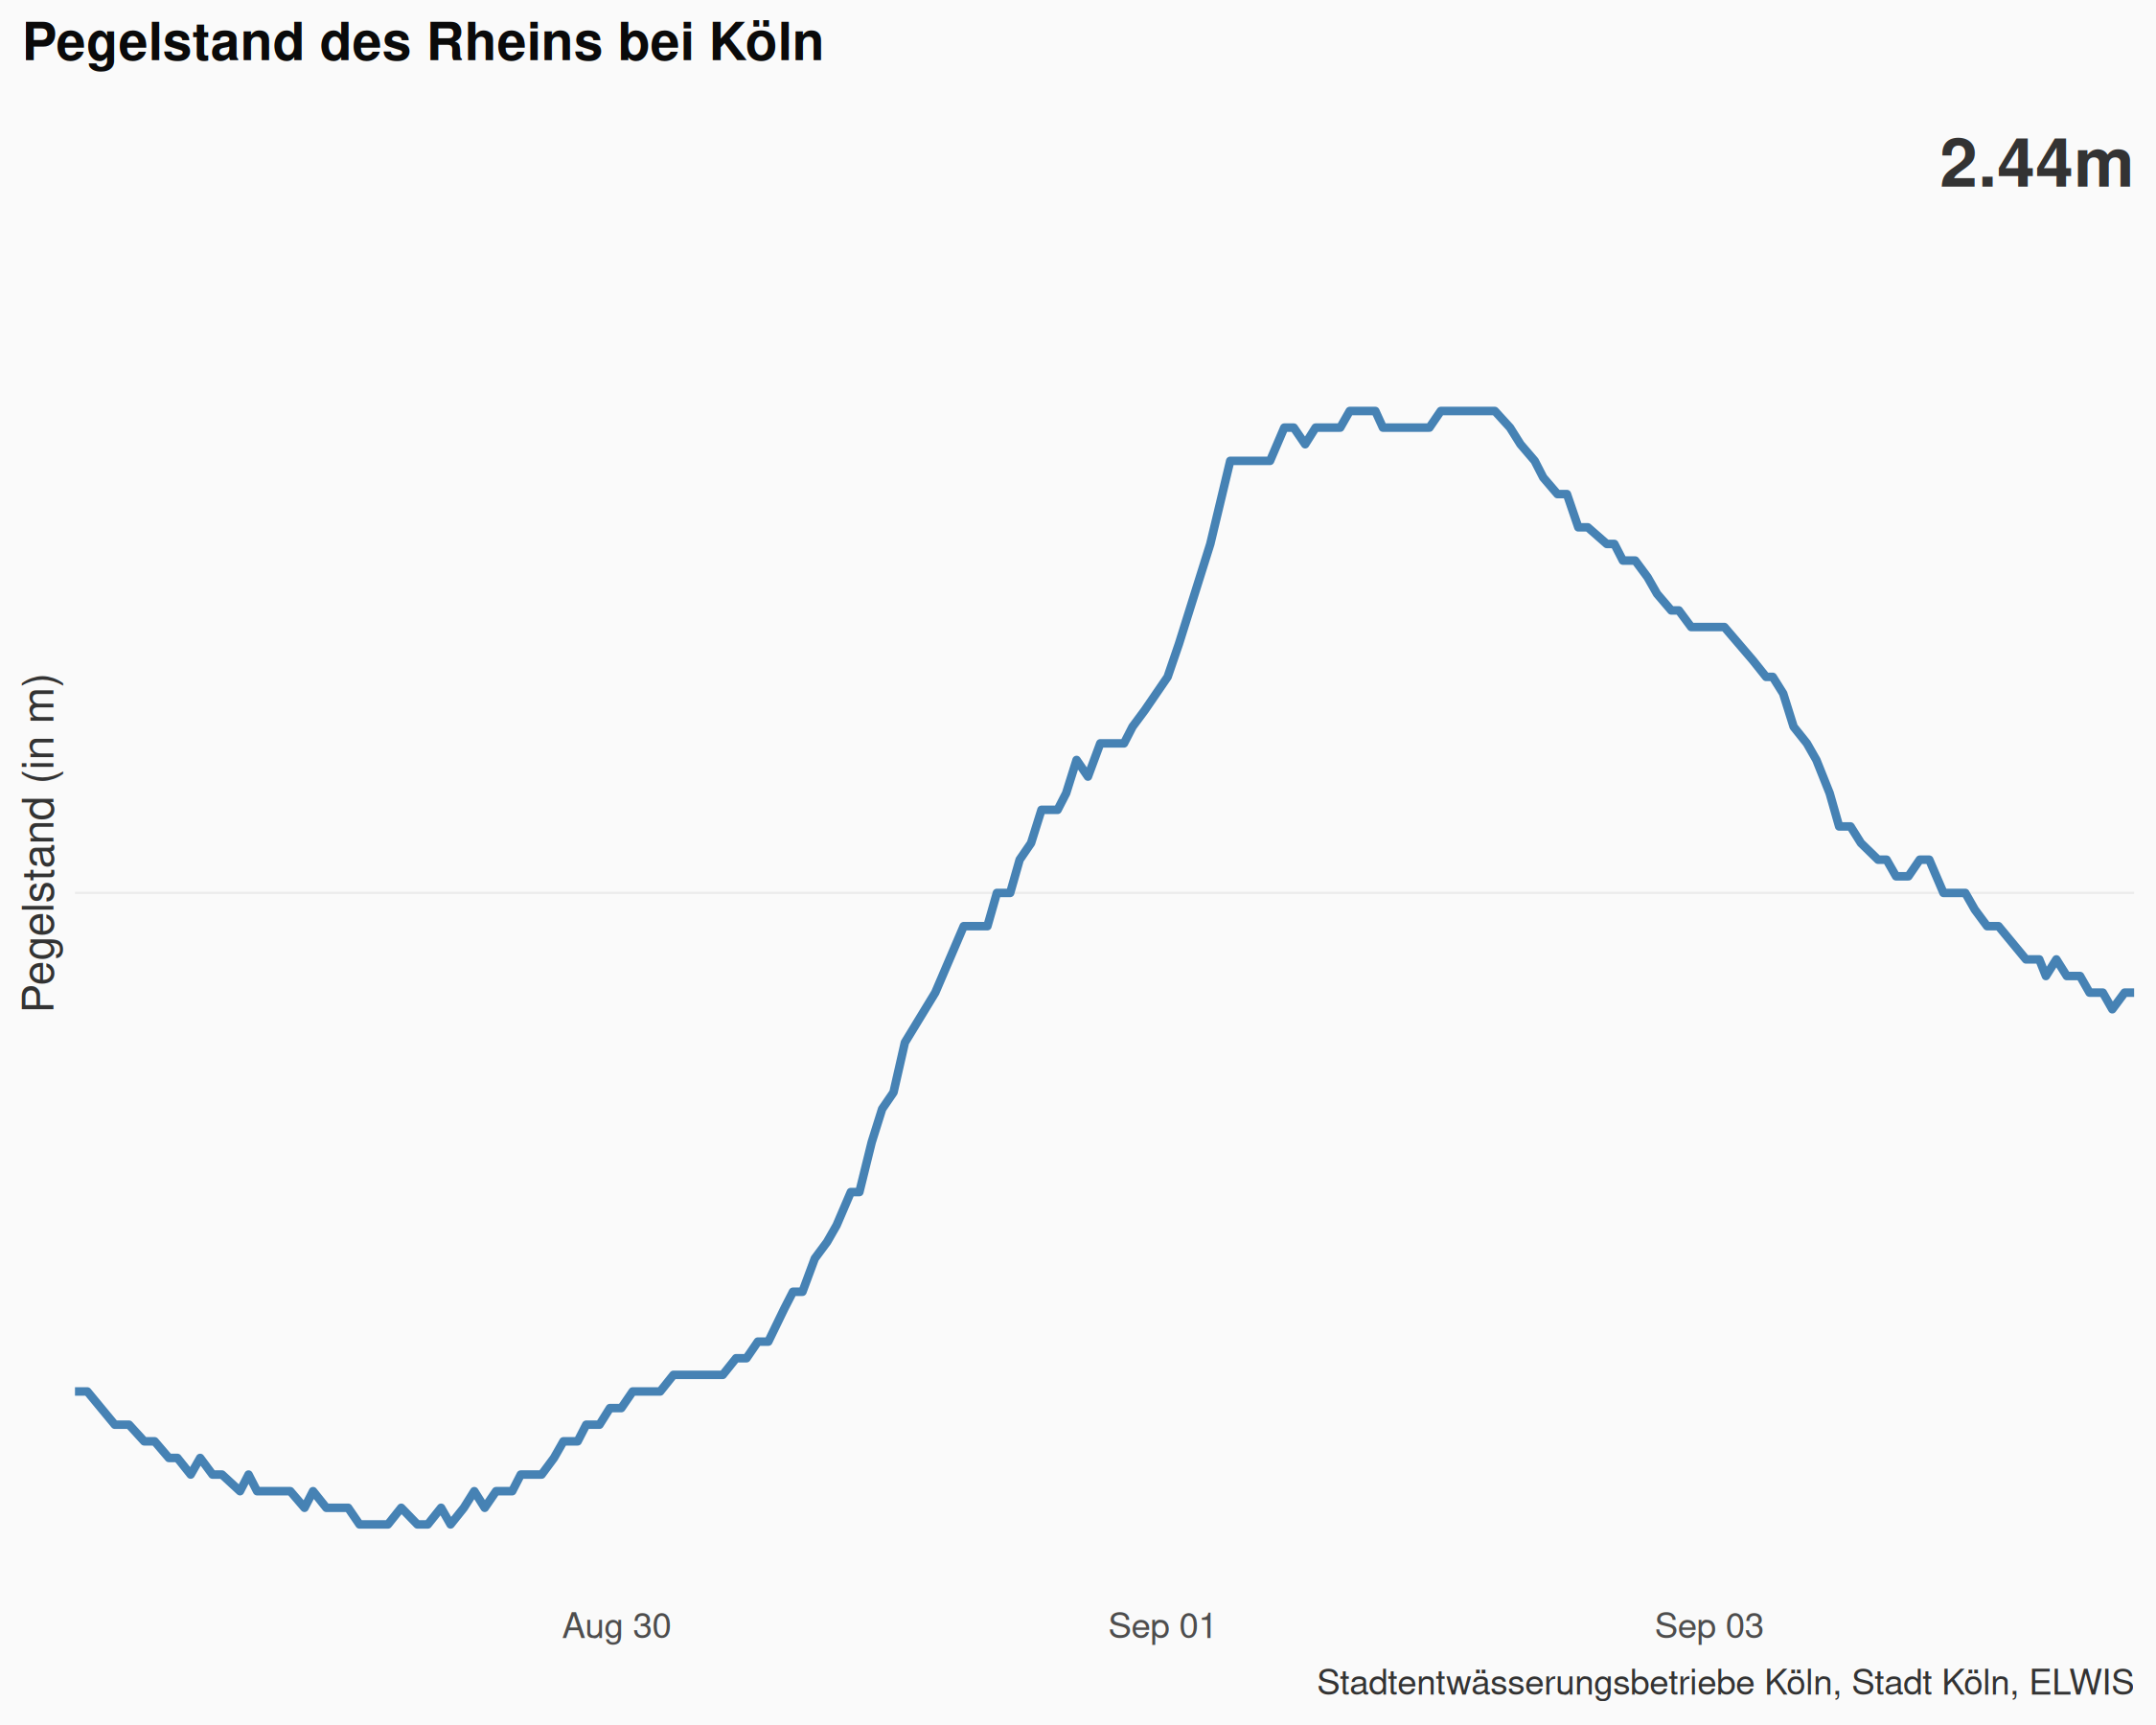 Pegelstand des Rheins bei Köln
2.44m
Pegelstand (in m)
Aug 30
Sep 01
Sep 03
Stadtentwässerungsbetriebe Köln, Stadt Köln, ELWIS